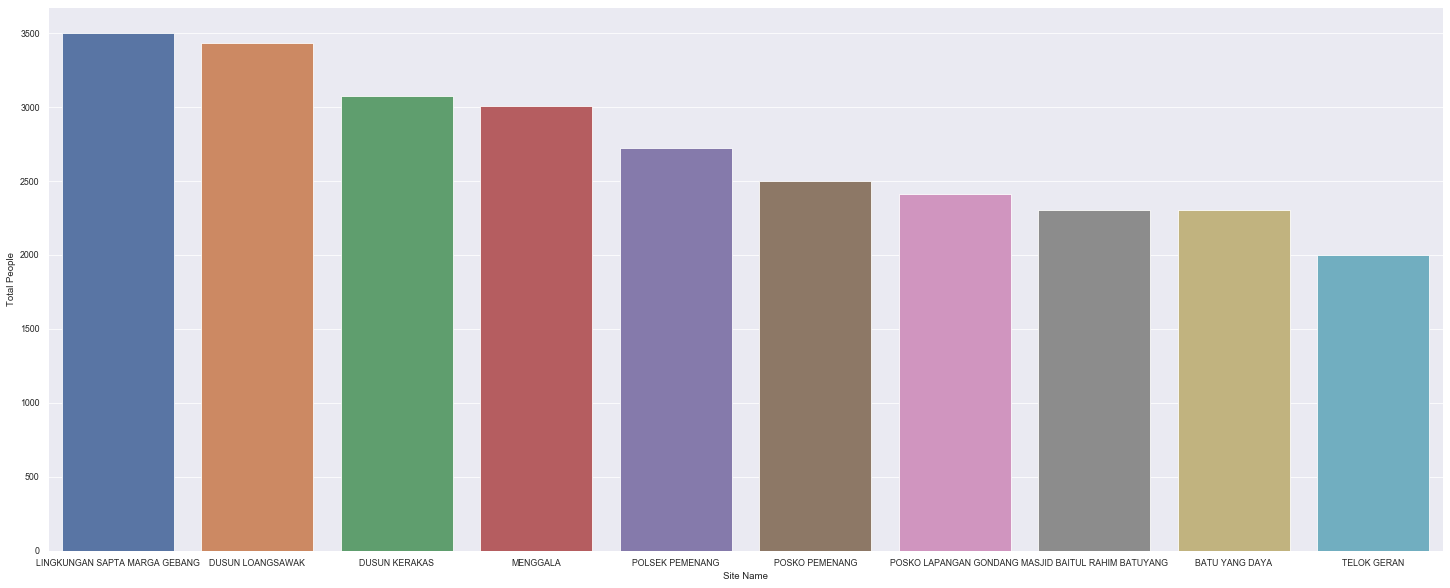 3500
3000
2500
2000
1500
1000
500
0
Total People
LINGKUNGAN SAPTA MARGA GEBANG DUSUN LOANGSAWAK DUSUN KERAKAS MENGGALA POLSEK PEMENANG POSKO PEMENANG POSKO LAPANGAN GONDANG MASJID BAITUL RAHIM BATUYANG BATU YANG DAYA TELOK GERAN
Site Name